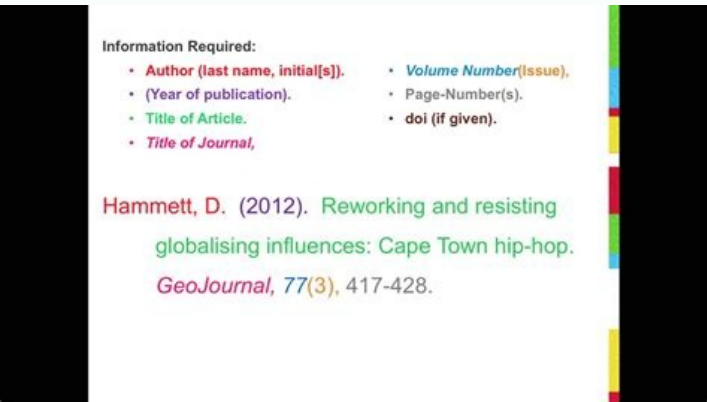 Information Required:
• Author (last name, initial[s]).
• (Year of publication).
• Title of Article.
• Title of Journal,
• Volume Number(Issue),
• Page-Number(s).
• doi (if given).
Hammett, D. (2012). Reworking and resisting
globalising influences: Cape Town hip-hop.
GeoJournal, 77(3), 417-428.